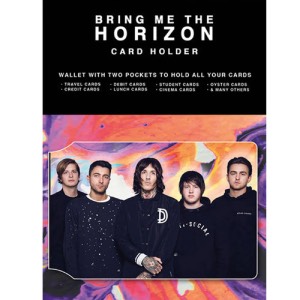 BRING ME THE
HORIZON
CARD HOLDER
WALLET WITH TWO POCKETS TO HOLD ALL YOUR CARDS
· TRAVEL CARDS · DEBIT CARDS · STUDENT CARDS · OYSTER CARDS
· CREDIT CARDS · LUNCH CARDS · CINEMA CARDS · & MANY OTHERS
D
SPECIAL